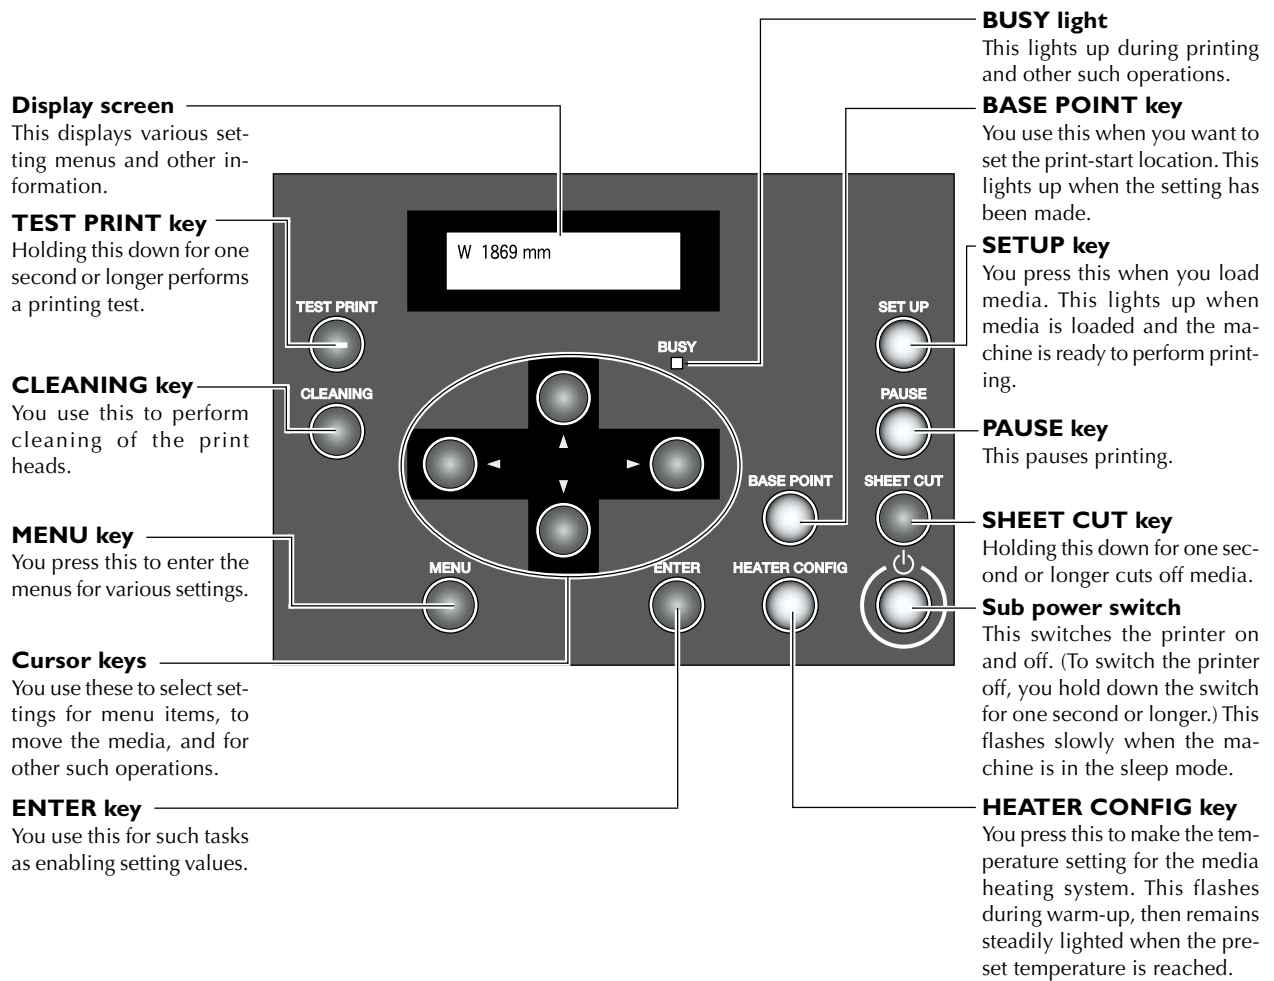 Display screen
This displays various set-
ting menus and other in-
formation.
TEST PRINT key
Holding this down for one
second or longer performs
a printing test.
CLEANING key
You use this to perform
cleaning of the print
heads.
MENU key
You press this to enter the
menus for various settings.
Cursor keys
You use these to select set-
tings for menu items, to
move the media, and for
other such operations.
ENTER key
You use this for such tasks
as enabling setting values.
W 1869 mm
TEST PRINT
CLEANING
MENU
BUSY
ENTER
BASE POINT
HEATER CONFIG
SET UP
PAUSE
SHEET CUT
BUSY light
This lights up during printing
and other such operations.
BASE POINT key
You use this when you want to
set the print-start location. This
lights up when the setting has
been made.
SETUP key
You press this when you load
media. This lights up when
media is loaded and the ma-
chine is ready to perform print-
ing.
PAUSE key
This pauses printing.
SHEET CUT key
Holding this down for one sec-
ond or longer cuts off media.
Sub power switch
This switches the printer on
and off. (To switch the printer
off, you hold down the switch
for one second or longer.) This
flashes slowly when the ma-
chine is in the sleep mode.
HEATER CONFIG key
You press this to make the tem-
perature setting for the media
heating system. This flashes
during warm-up, then remains
steadily lighted when the pre-
set temperature is reached.